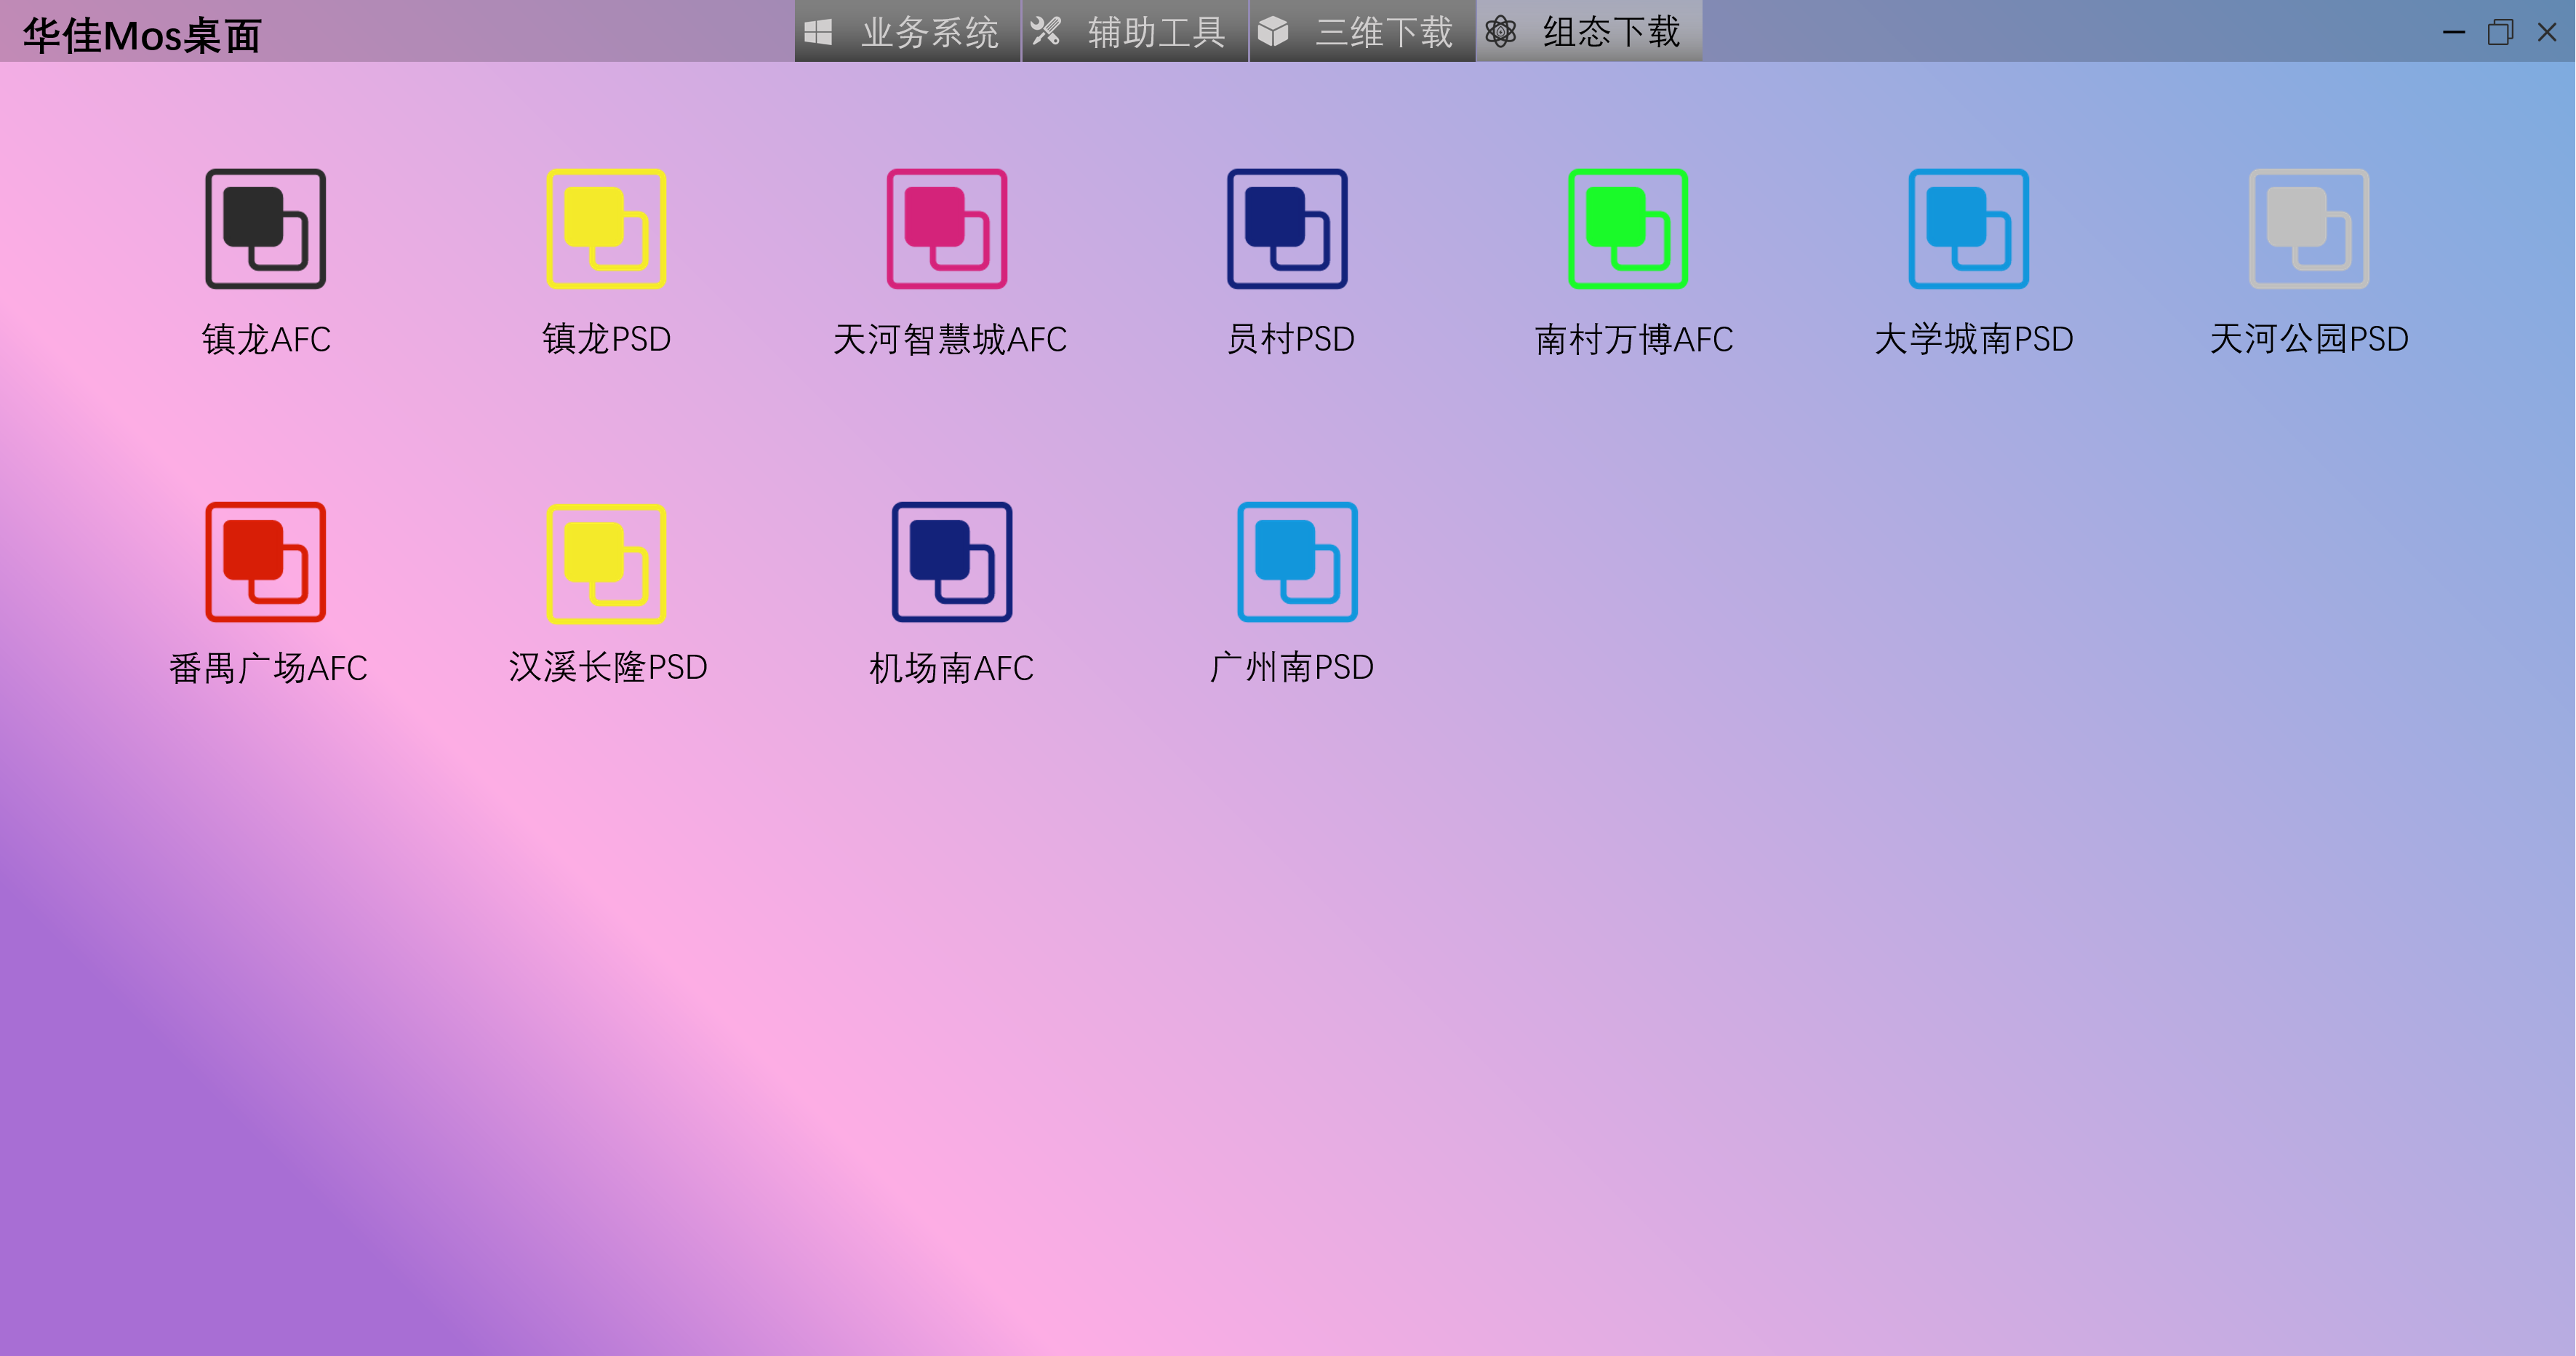 华佳Mos桌面
业务系统
辅助工具
三维下载
组态下载
镇龙AFC
镇龙PSD
天河智慧城AFC
员村PSD
南村万博AFC
大学城南PSD
天河公园PSD
番禺广场AFC
汉溪长隆PSD
机场南AFC
广州南PSD